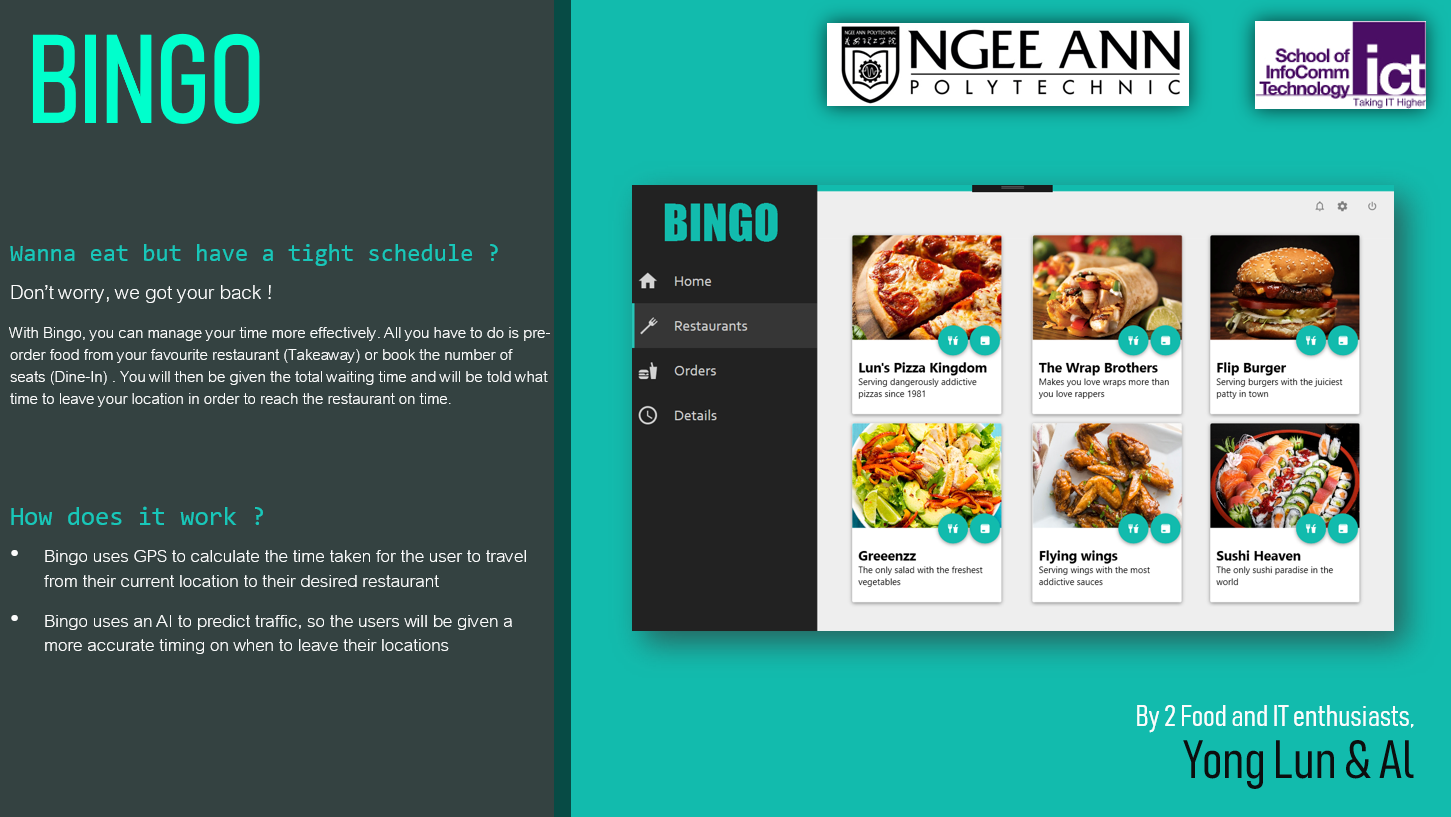 BINGO
Wanna eat but have a tight schedule ?
Don’t worry, we got your back !
With Bingo, you can manage your time more effectively. All you have to do is pre-
order food from your favourite restaurant (Takeaway) or book the number of
seats (Dine-In) . You will then be given the total waiting time and will be told what
time to leave your location in order to reach the restaurant on time.
How does it work ?
• Bingo uses GPS to calculate the time taken for the user to travel
from their current location to their desired restaurant
• Bingo uses an AI to predict traffic, so the users will be given a
more accurate timing on when to leave their locations
NGEE ANN POLYTECHNIC
NGEE ANN
POLYTECHNIC
School of
InfoComm
Technology
ict
Taking IT Higher
BINGO
Home
Restaurants
Orders
Details
Lun's Pizza Kingdom
Serving dangerously addictive
pizzas since 1981
The Wrap Brothers
Makes you love wraps more than
you love rappers
Flip Burger
Serving burgers with the juiciest
patty in town
Greeenzz
The only salad with the freshest
vegetables
Flying wings
Serving wings with the most
addictive sauces
Sushi Heaven
The only sushi paradise in the
world
By 2 Food and IT enthusiasts,
Yong Lun & Al